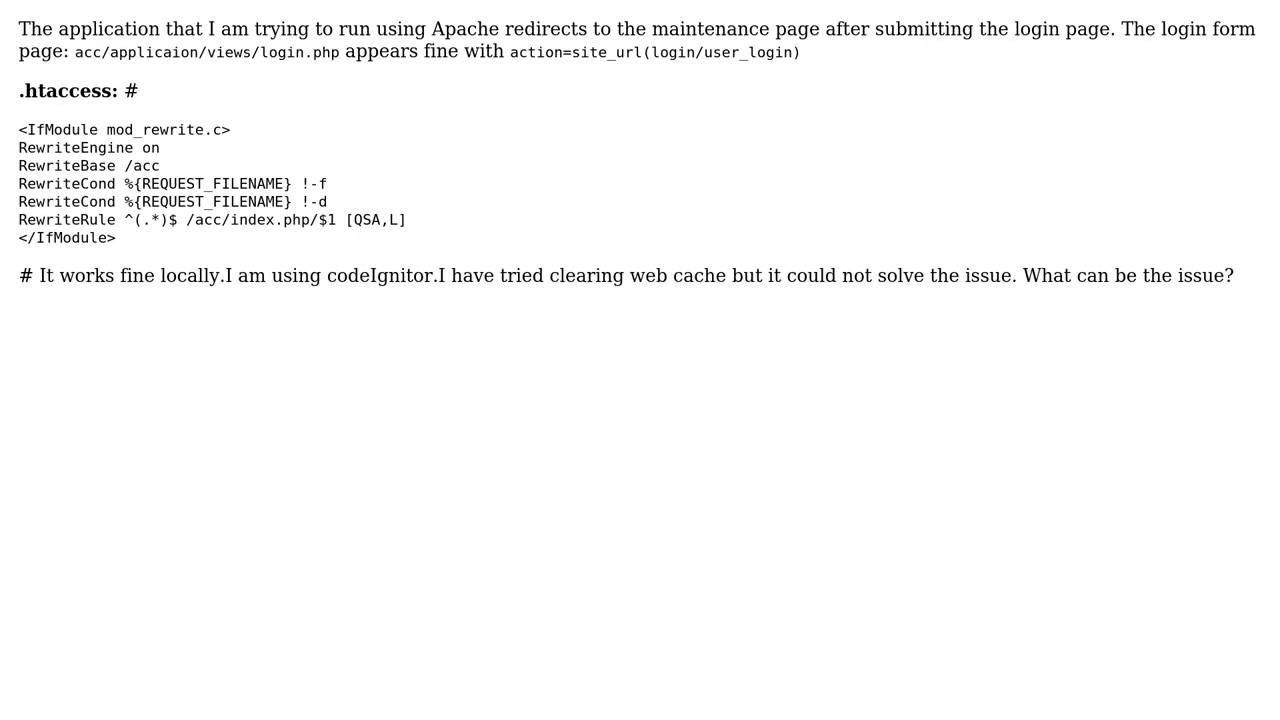 The application that I am trying to run using Apache redirects to the maintenance page after submitting the login page. The login form
page: acc/applicaion/views/login.php appears fine with action=site_url(login/user_login)
.htaccess: #
<IfModule mod_rewrite.c>
RewriteEngine on
RewriteBase /acc
RewriteCond %{REQUEST_FILENAME} !-f
RewriteCond %{REQUEST_FILENAME} !-d
RewriteRule ^(.*)$ /acc/index.php/$1 [QSA,L]
</IfModule>
# It works fine locally.I am using codeIgnitor.I have tried clearing web cache but it could not solve the issue. What can be the issue?